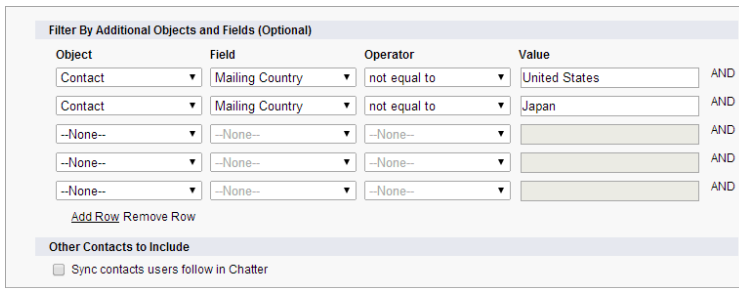 Filter By Additional Objects and Fields (Optional)
Object Field Operator Value
Contact Mailing Country not equal to United States AND
Contact Mailing Country not equal to Japan AND
--None-- --None-- --None-- AND
--None-- --None-- --None-- AND
--None-- --None-- --None-- AND
Add Row Remove Row
Other Contacts to Include
Sync contacts users follow in Chatter